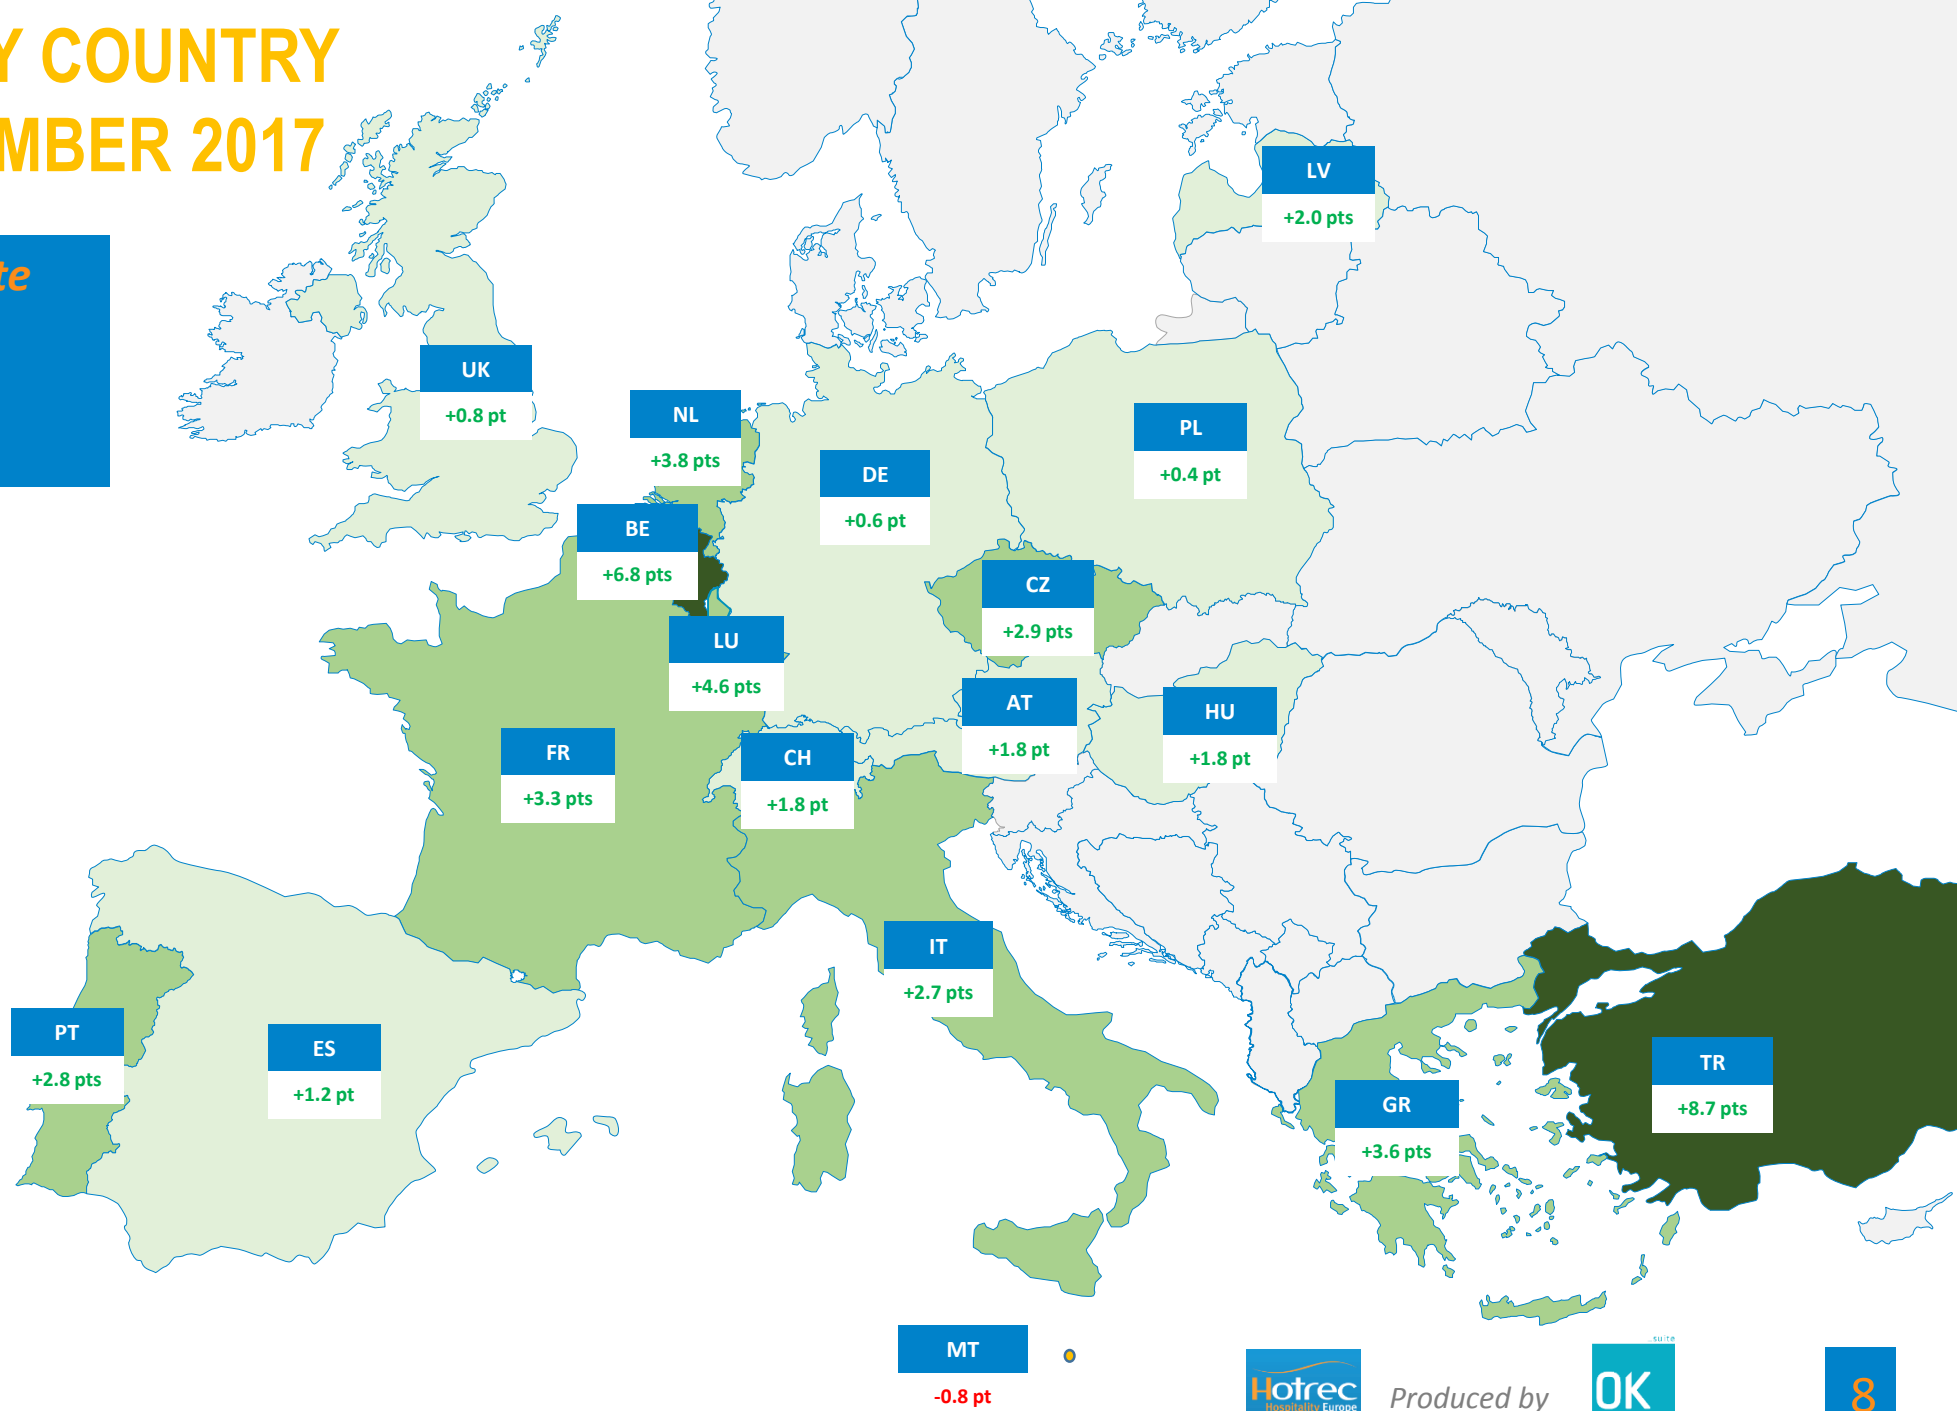 Y COUNTRY
MBER 2017
te
LV
+2.0 pts
UK
+0.8 pt
NL
+3.8 pts
PL
+0.4 pt
DE
+0.6 pt
BE
+6.8 pts
CZ
+2.9 pts
LU
+4.6 pts
AT
+1.8 pt
HU
+1.8 pt
FR
+3.3 pts
CH
+1.8 pt
IT
+2.7 pts
PT
+2.8 pts
ES
+1.2 pt
TR
+8.7 pts
GR
+3.6 pts
MT
-0.8 pt
Hotrec
Hospitality Europe
Produced by
suite
OK
8